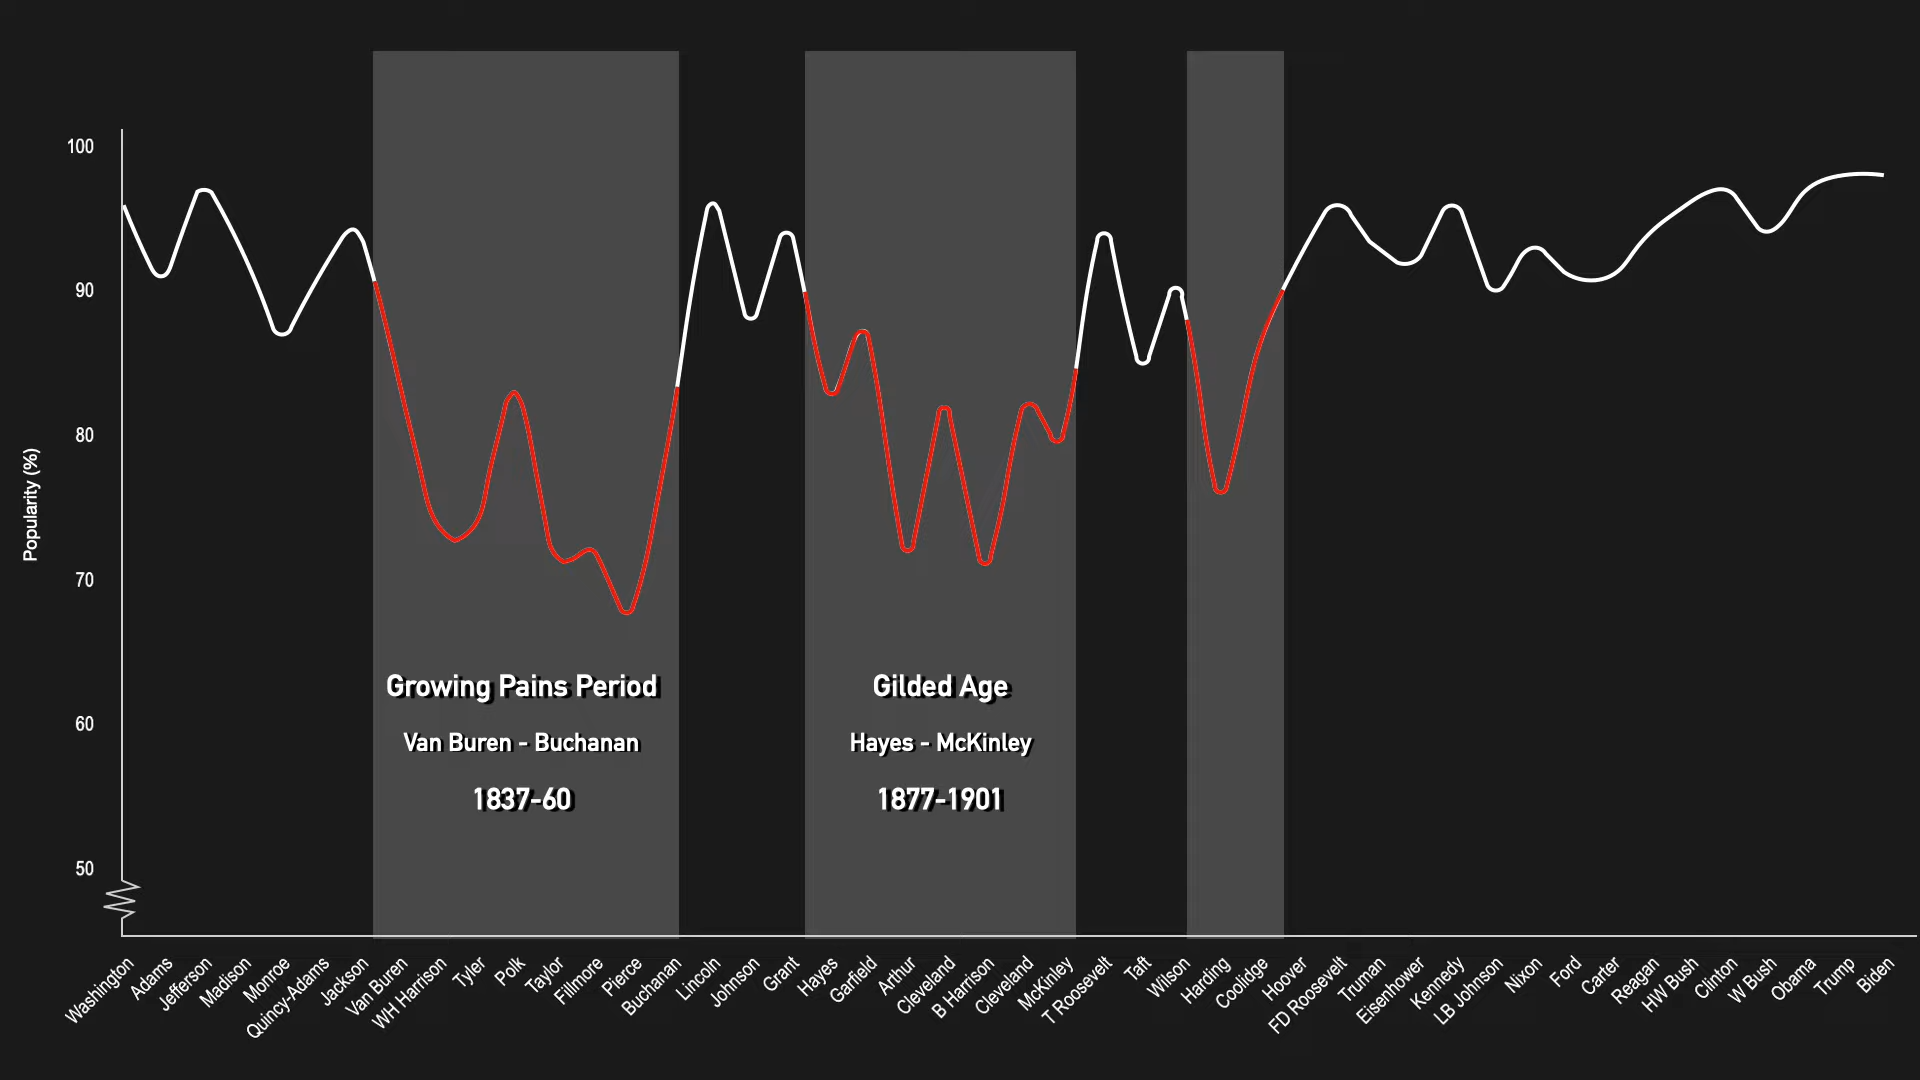 100
90
80
70
60
50
Popularity (%)
Growing Pains Period
Van Buren - Buchanan
1837-60
Gilded Age
Hayes - McKinley
1877-1901
Washington
Adams
Jefferson
Madison
Monroe
Quincy-Adams
Jackson
Van Buren
WH Harrison
Tyler
Polk
Taylor
Fillmore
Pierce
Buchanan
Lincoln
Johnson
Grant
Hayes
Garfield
Arthur
Cleveland
B Harrison
Cleveland
McKinley
T Roosevelt
Taft
Wilson
Harding
Coolidge
Hoover
FD Roosevelt
Truman
Eisenhower
Kennedy
LB Johnson
Nixon
Ford
Carter
Reagan
HW Bush
Clinton
W Bush
Obama
Trump
Biden